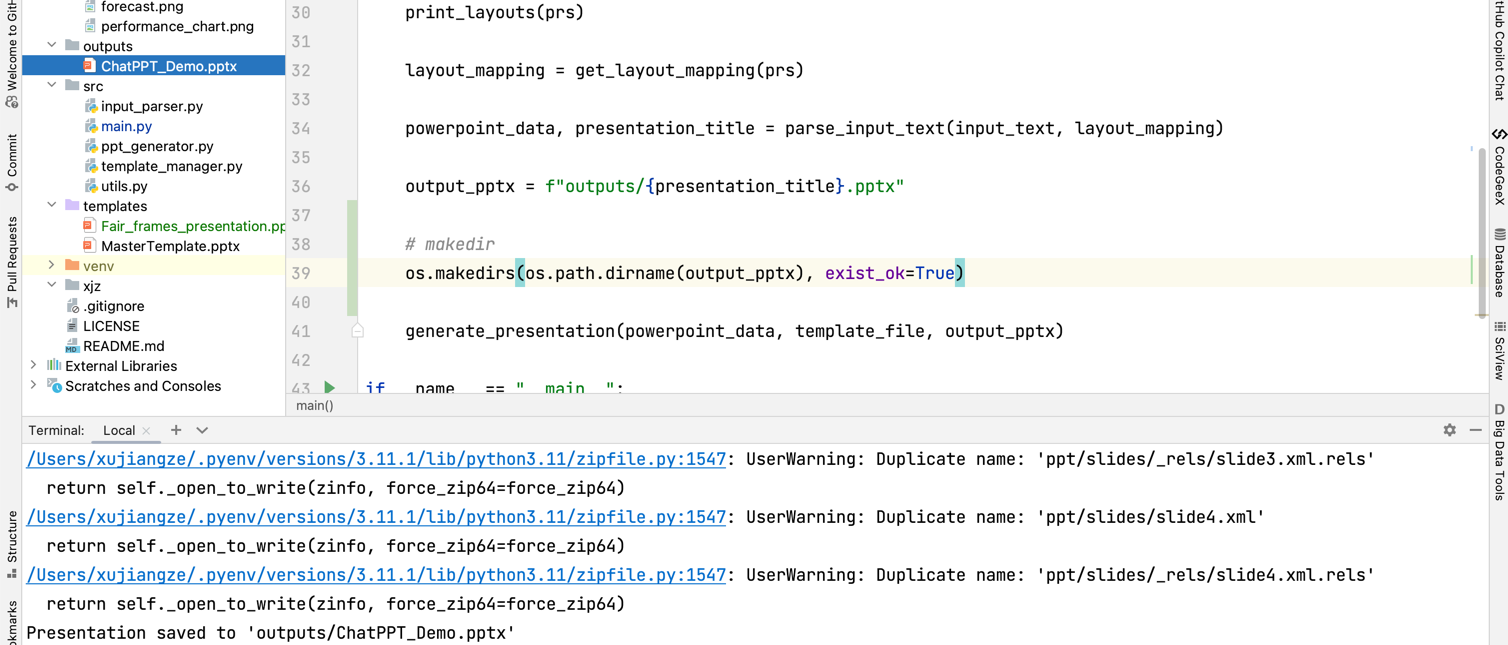 Welcome to GitH
Commit
Pull Requests
Structure
okmarks
forecast.png
performance_chart.png
outputs
ChatPPT_Demo.pptx
src
input_parser.py
main.py
ppt_generator.py
template_manager.py
utils.py
templates
Fair_frames_presentation.pp
MasterTemplate.pptx
venv
xjz
.gitignore
LICENSE
MD README.md
External Libraries
Scratches and Consoles
30 print_layouts(prs)
31
32 layout_mapping = get_layout_mapping(prs)
33
34 powerpoint_data, presentation_title = parse_input_text(input_text, layout_mapping)
35
36 output_pptx = f"outputs/{presentation_title}.pptx"
37
38 # makedir
39 os.makedirs(os.path.dirname(output_pptx), exist_ok=True)
40
41 generate_presentation(powerpoint_data, template_file, output_pptx)
42
43 if __name__ == "__main__":
main()
tHub Copilot Chat
CodeGeeX
Database
SciView
D Big Data Tools
Terminal: Local
/Users/xujiangze/.pyenv/versions/3.11.1/lib/python3.11/zipfile.py:1547: UserWarning: Duplicate name: 'ppt/slides/_rels/slide3.xml.rels'
return self._open_to_write(zinfo, force_zip64=force_zip64)
/Users/xujiangze/.pyenv/versions/3.11.1/lib/python3.11/zipfile.py:1547: UserWarning: Duplicate name: 'ppt/slides/slide4.xml'
return self._open_to_write(zinfo, force_zip64=force_zip64)
/Users/xujiangze/.pyenv/versions/3.11.1/lib/python3.11/zipfile.py:1547: UserWarning: Duplicate name: 'ppt/slides/_rels/slide4.xml.rels'
return self._open_to_write(zinfo, force_zip64=force_zip64)
Presentation saved to 'outputs/ChatPPT_Demo.pptx'